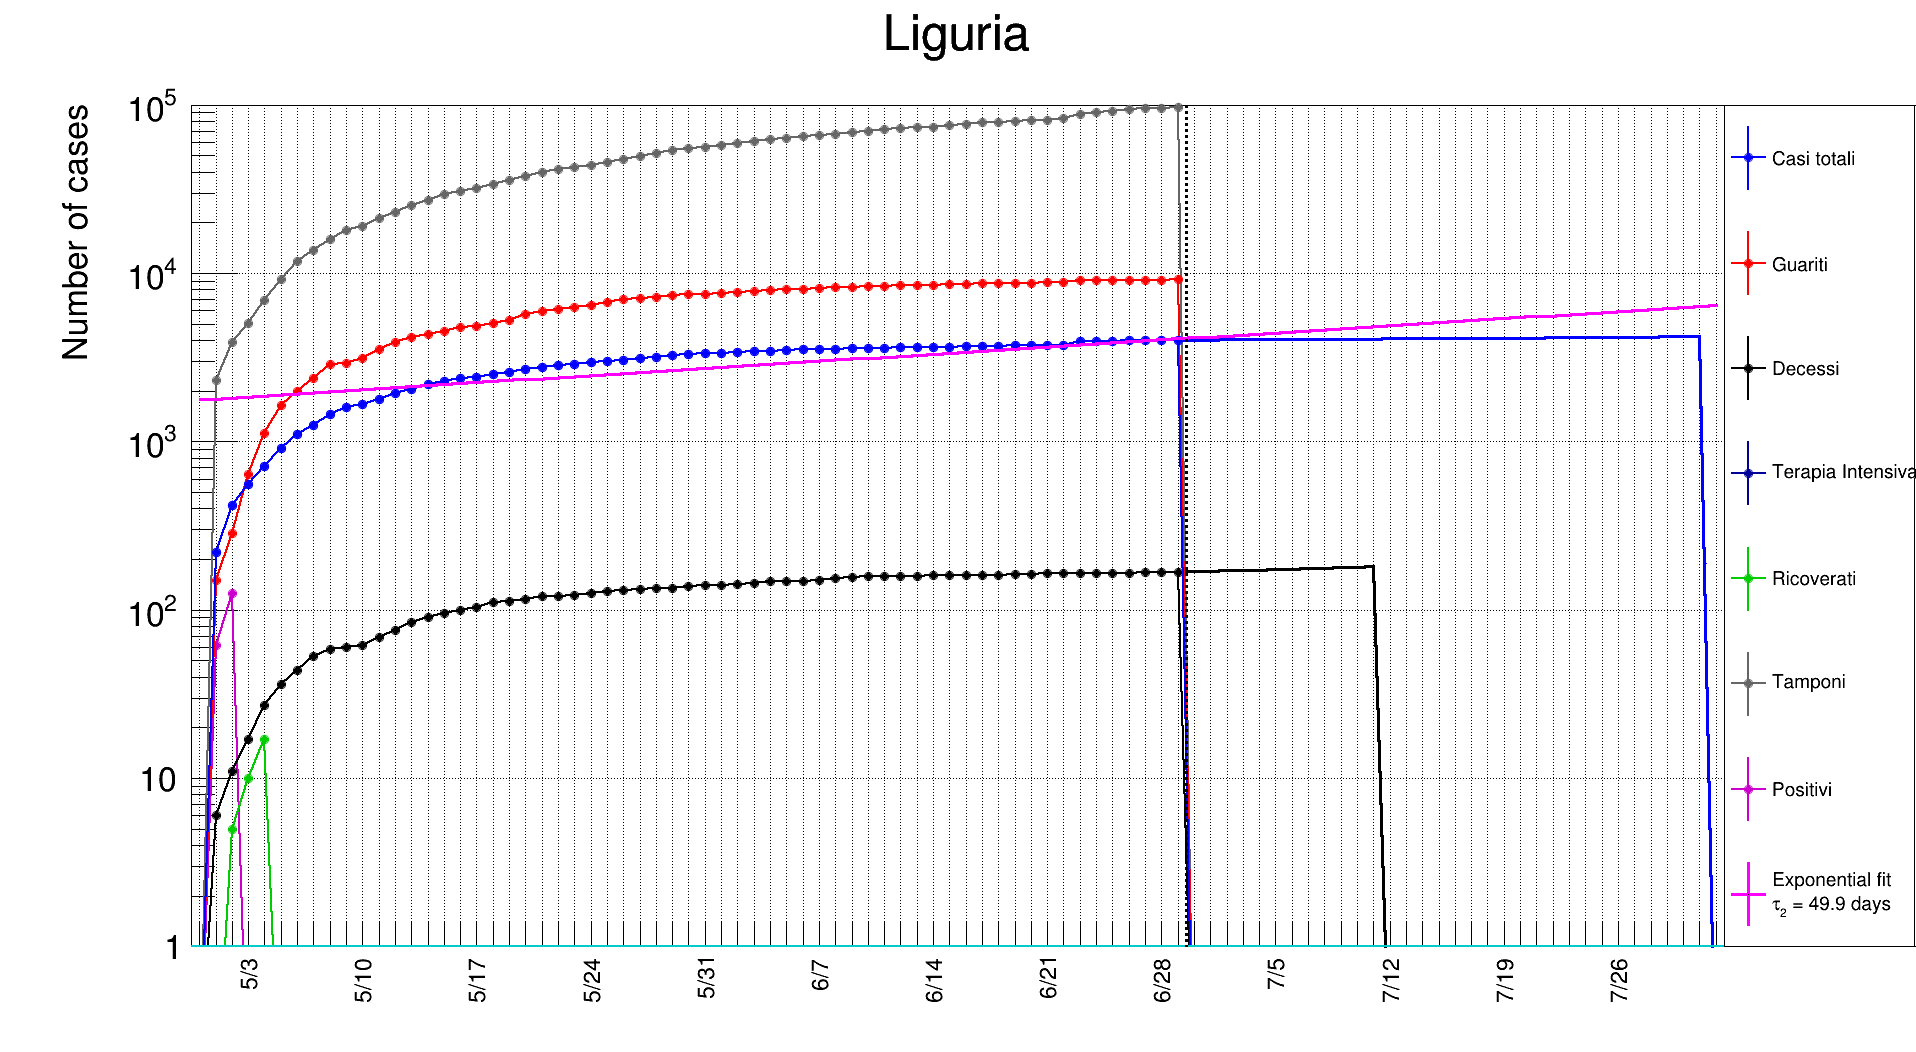 Liguria
Number of cases
10^5
10^4
10^3
10^2
10
1
5/3
5/10
5/17
5/24
5/31
6/7
6/14
6/21
6/28
7/5
7/12
7/19
7/26
Casi totali
Guariti
Decessi
Terapia Intensiva
Ricoverati
Tamponi
Positivi
Exponential fit
τ₂ = 49.9 days